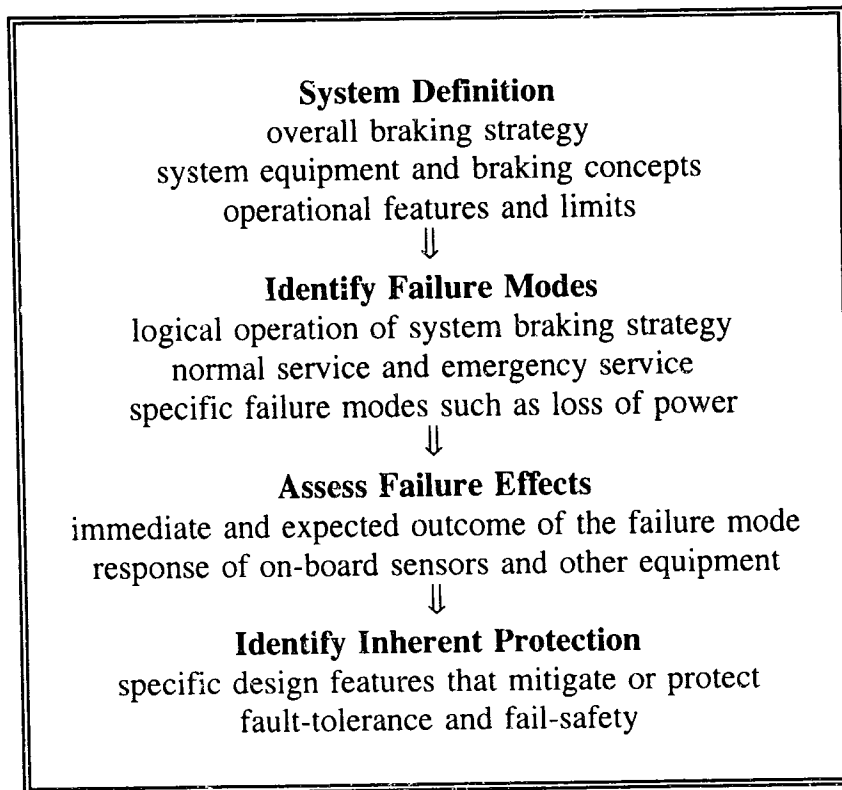 System Definition
overall braking strategy
system equipment and braking concepts
operational features and limits
⇓
Identify Failure Modes
logical operation of system braking strategy
normal service and emergency service
specific failure modes such as loss of power
⇓
Assess Failure Effects
immediate and expected outcome of the failure mode
response of on-board sensors and other equipment
⇓
Identify Inherent Protection
specific design features that mitigate or protect
fault-tolerance and fail-safety